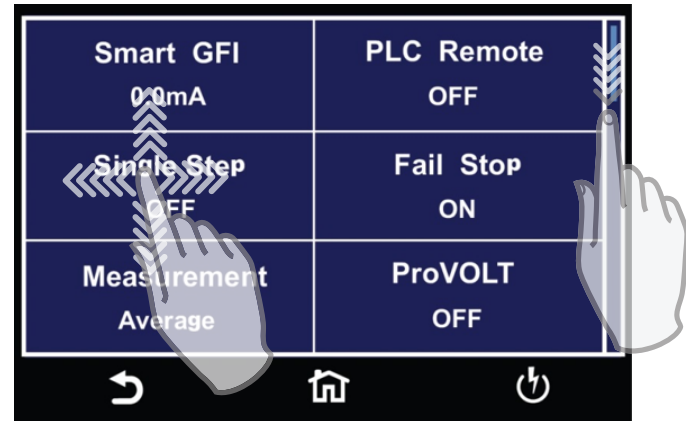 Smart GFI
0.0mA
PLC Remote
OFF
Single Step
OFF
Fail Stop
ON
Measurement
Average
ProVOLT
OFF